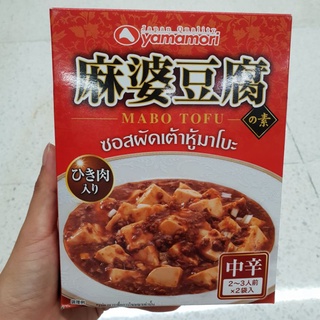 Japan Quality
yamamori
麻婆豆腐
の素
MABO TOFU
ซอสผัดเต้าหู้มาโบะ
ひき肉
入り
中辛
2〜3人前
×2袋入